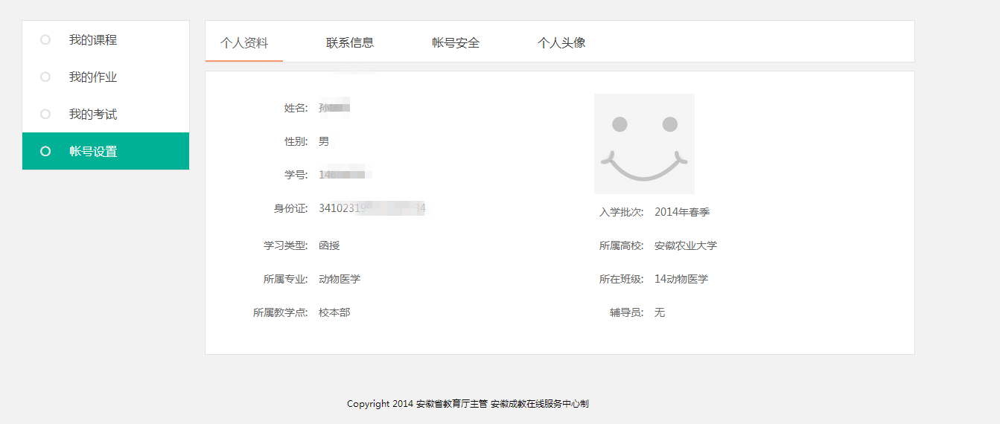 我的课程
我的作业
我的考试
帐号设置
个人资料 联系信息 帐号安全 个人头像
姓名: 孙
性别: 男
学号: 14
身份证: 34102319 34
学习类型: 函授
所属专业: 动物医学
所属教学点: 校本部
入学批次: 2014年春季
所属高校: 安徽农业大学
所在班级: 14动物医学
辅导员: 无
Copyright 2014 安徽省教育厅主管 安徽成教在线服务中心制